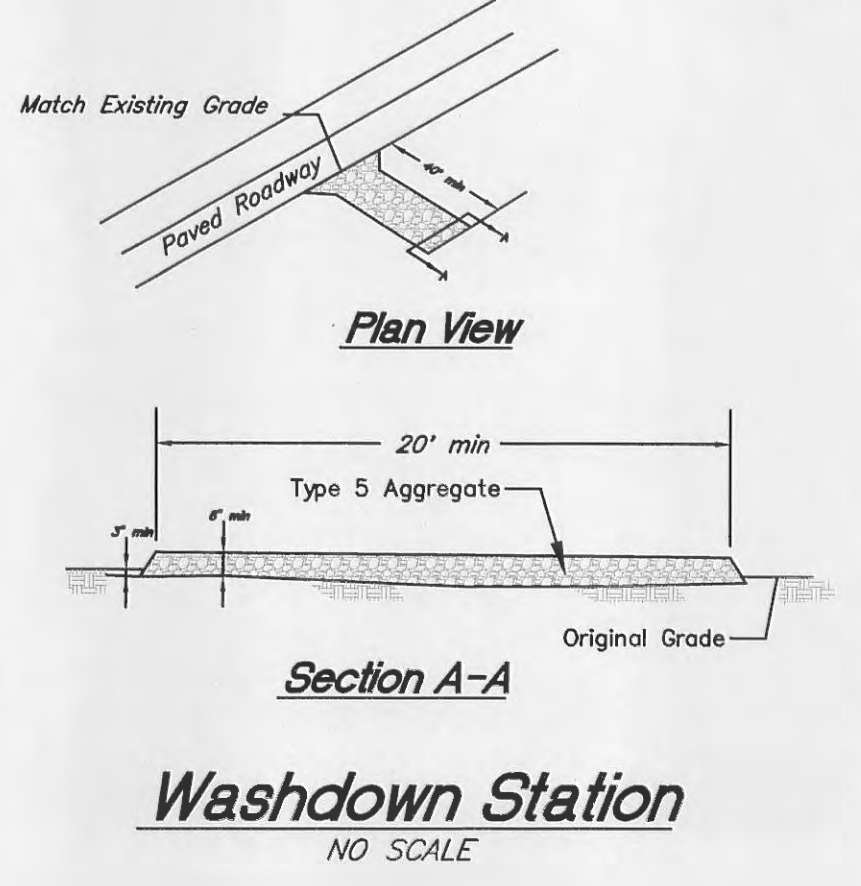 Match Existing Grade
Paved Roadway
40' min
A
A
Plan View
20' min
Type 5 Aggregate
3" min
6" min
Original Grade
Section A-A
Washdown Station
NO SCALE